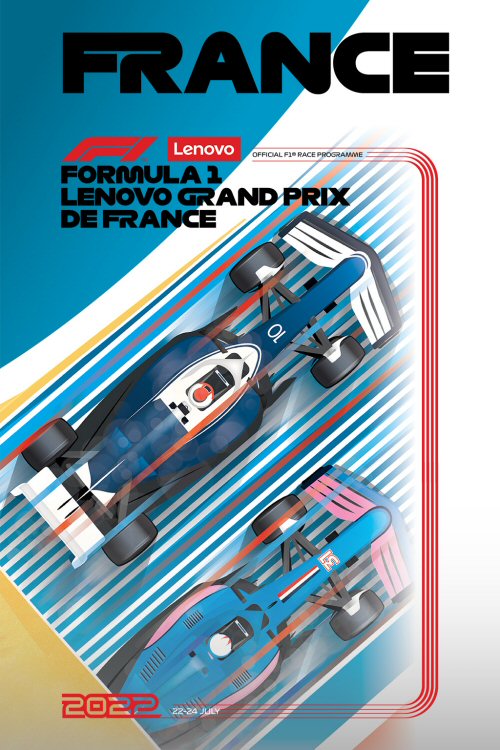 FRANCE
F1
Lenovo
OFFICIAL F1® RACE PROGRAMME
FORMULA 1
LENOVO GRAND PRIX
DE FRANCE
10
31
2022
22-24 JULY